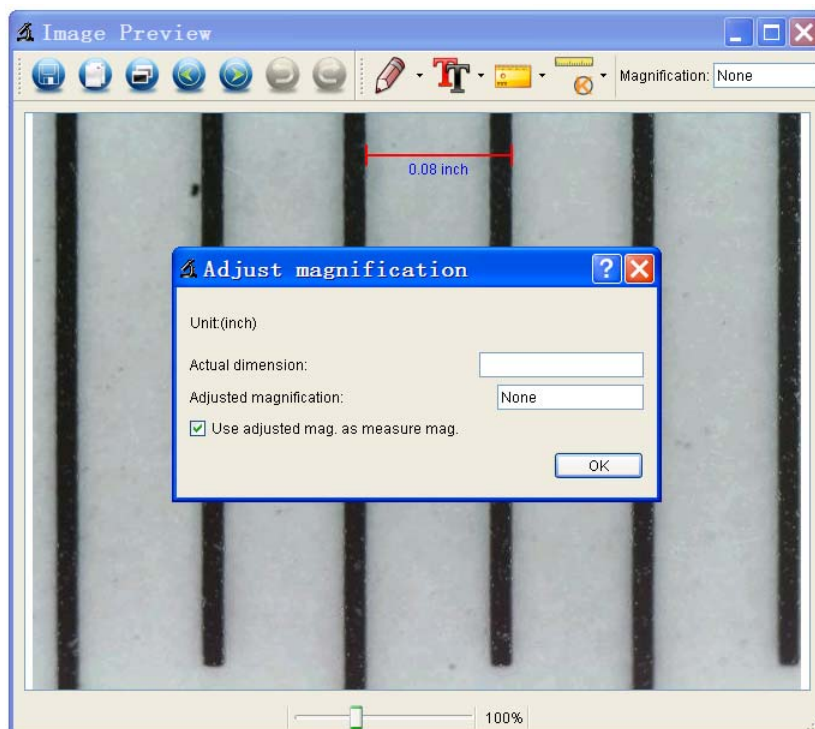 Image Preview
Magnification: None
0.08 inch
Adjust magnification
Unit:(inch)
Actual dimension:
Adjusted magnification: None
Use adjusted mag. as measure mag.
OK
100%